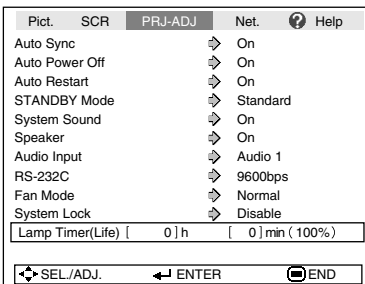 Pict. SCR PRJ-ADJ Net. ? Help
Auto Sync On
Auto Power Off On
Auto Restart On
STANDBY Mode Standard
System Sound On
Speaker On
Audio Input Audio 1
RS-232C 9600bps
Fan Mode Normal
System Lock Disable
Lamp Timer(Life) [ 0 ] h [ 0 ] min ( 100% )
SEL./ADJ. ENTER END